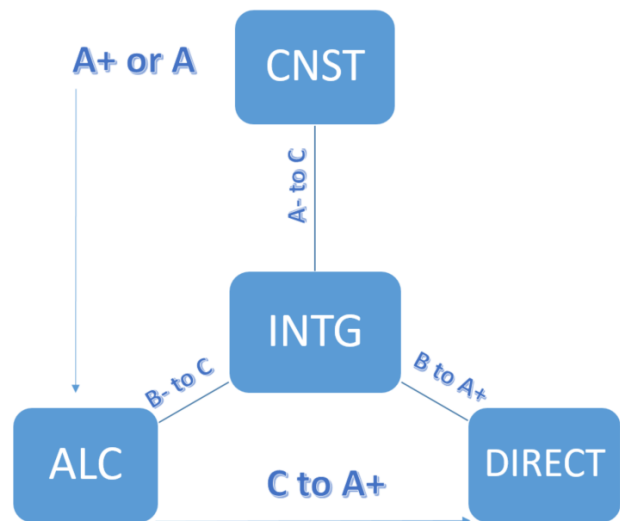 A+ or A
CNST
A- to C
INTG
B- to C
B to A+
ALC
C to A+
DIRECT